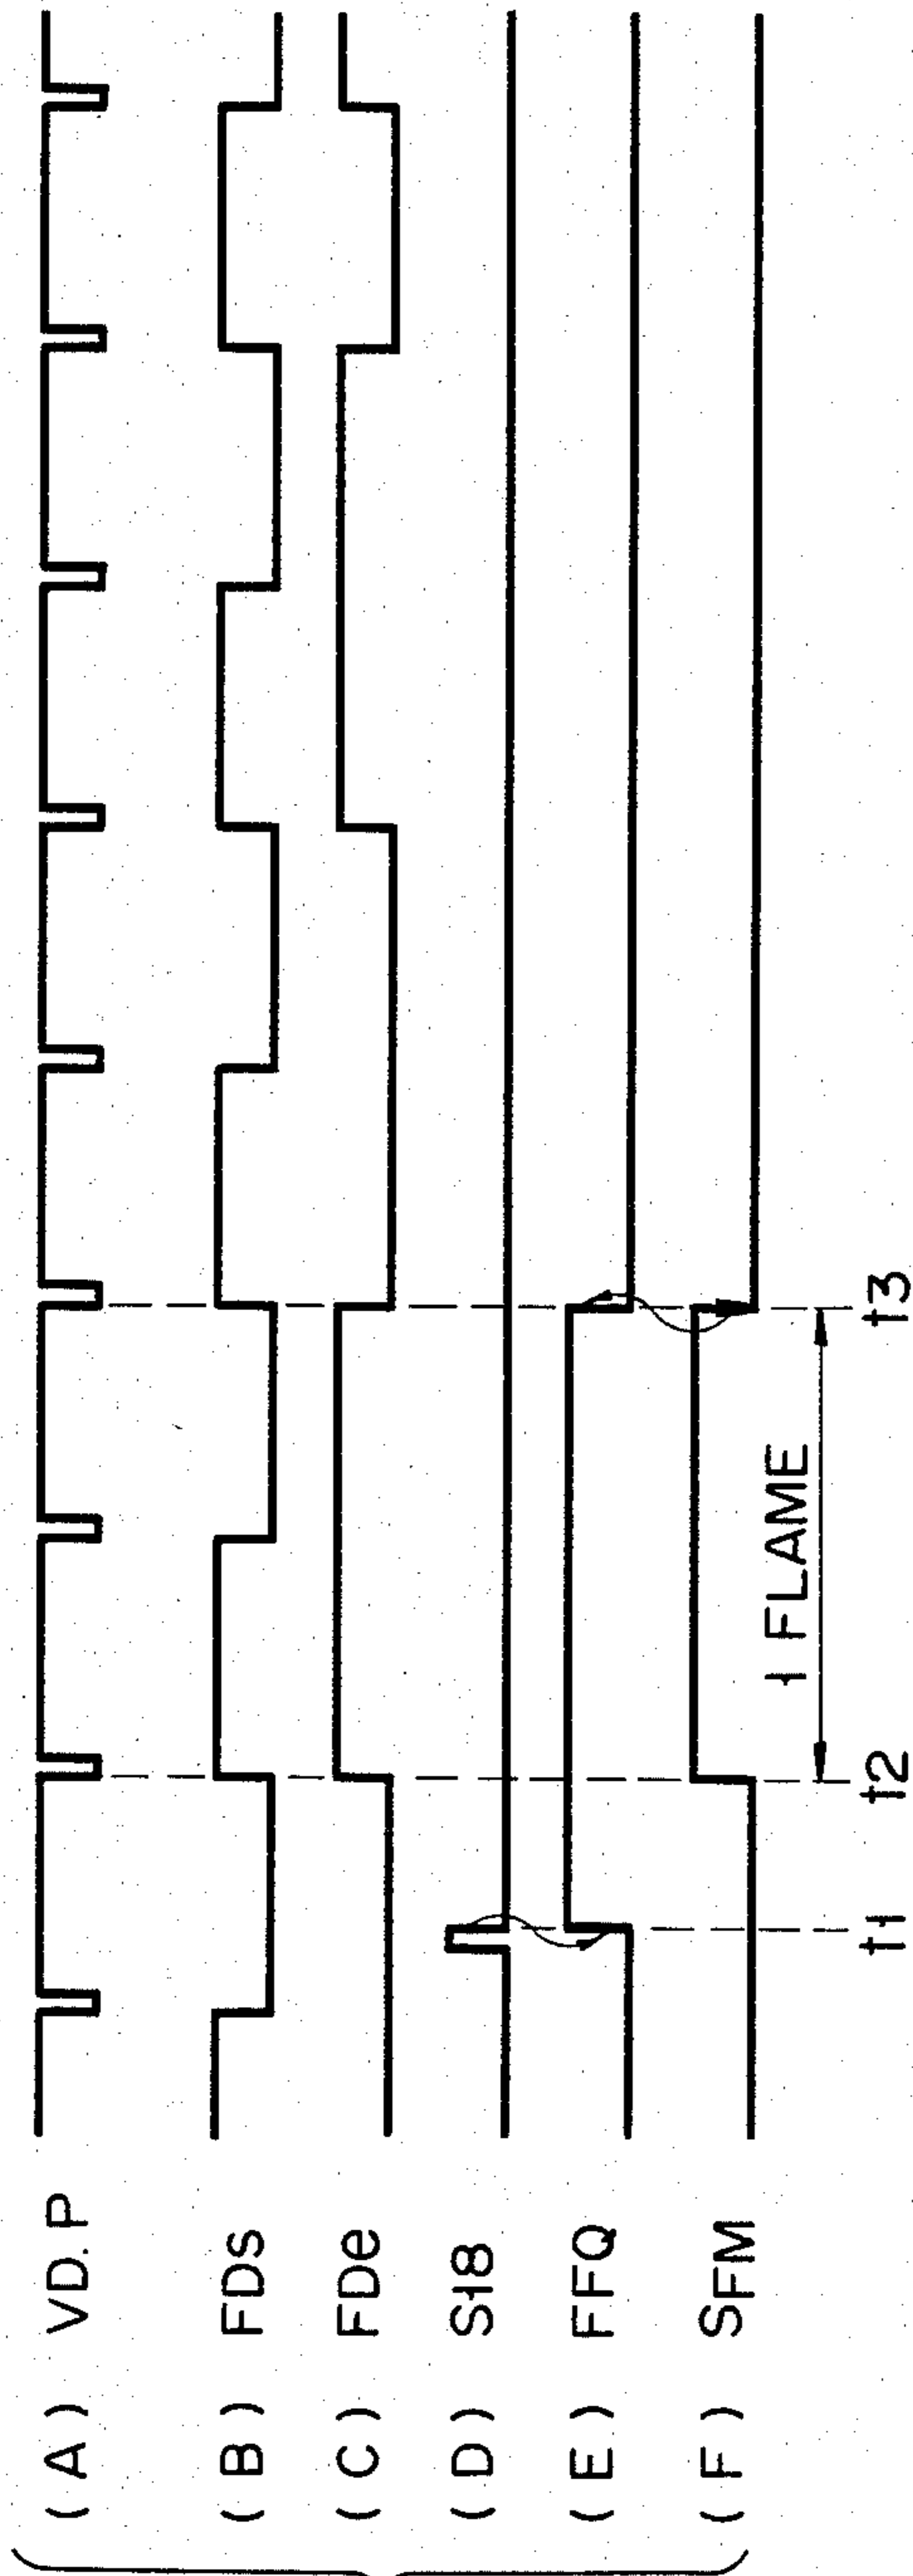 (A) VD.P
(B) FDs
(C) FDe
(D) S18
(E) FFQ
(F) SFM
1 FLAME
t1 t2 t3